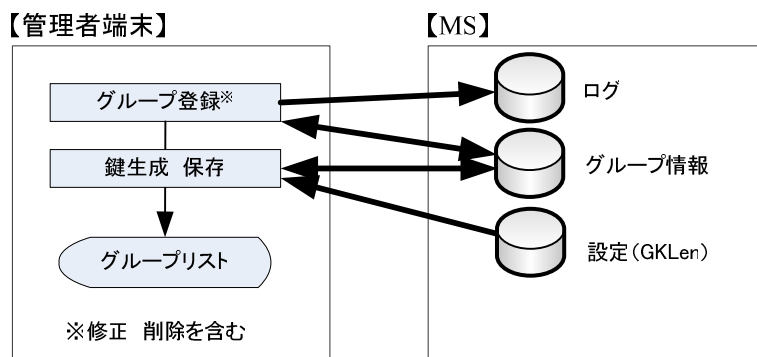 【管理者端末】
【MS】
グループ登録※
ログ
鍵生成 保存
グループ情報
グループリスト
設定（GKLen）
※修正 削除を含む